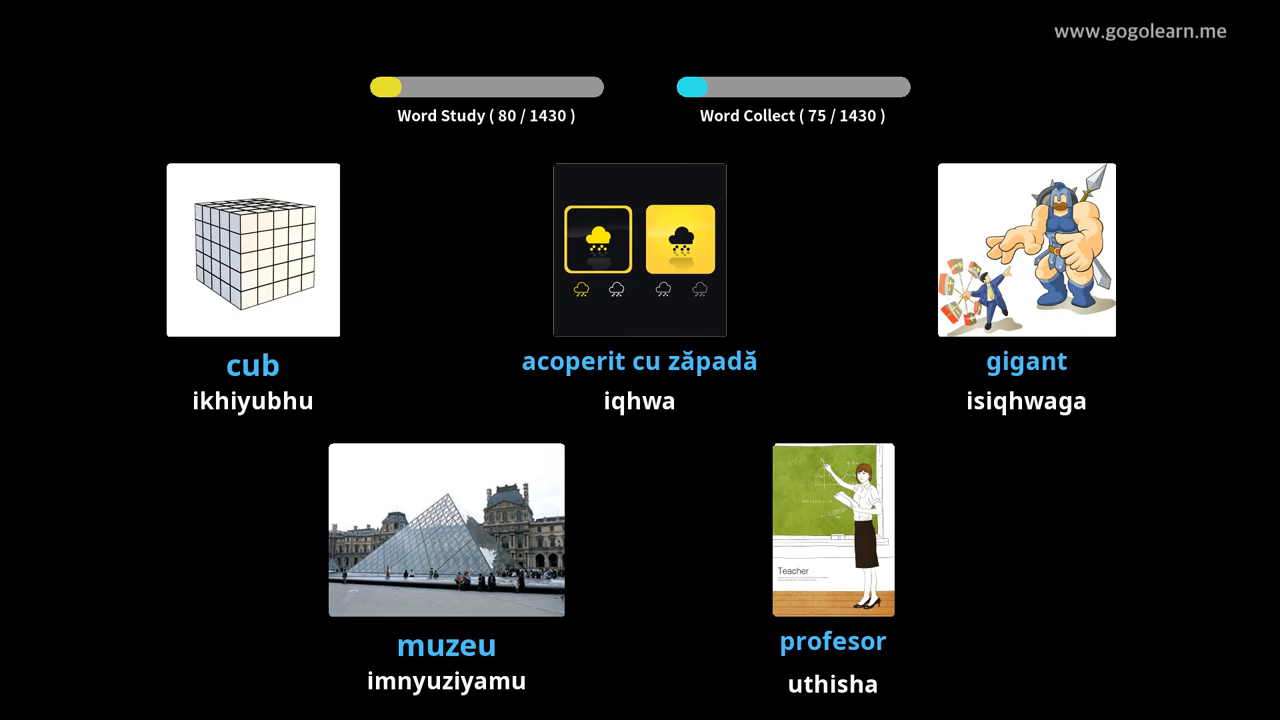 www.gogolearn.me
Word Study ( 80 / 1430 )
Word Collect ( 75 / 1430 )
cub
acoperit cu zăpadă
gigant
ikhiyubhu
iqhwa
isiqhwaga
Teacher
muzeu
profesor
imnyuziyamu
uthisha